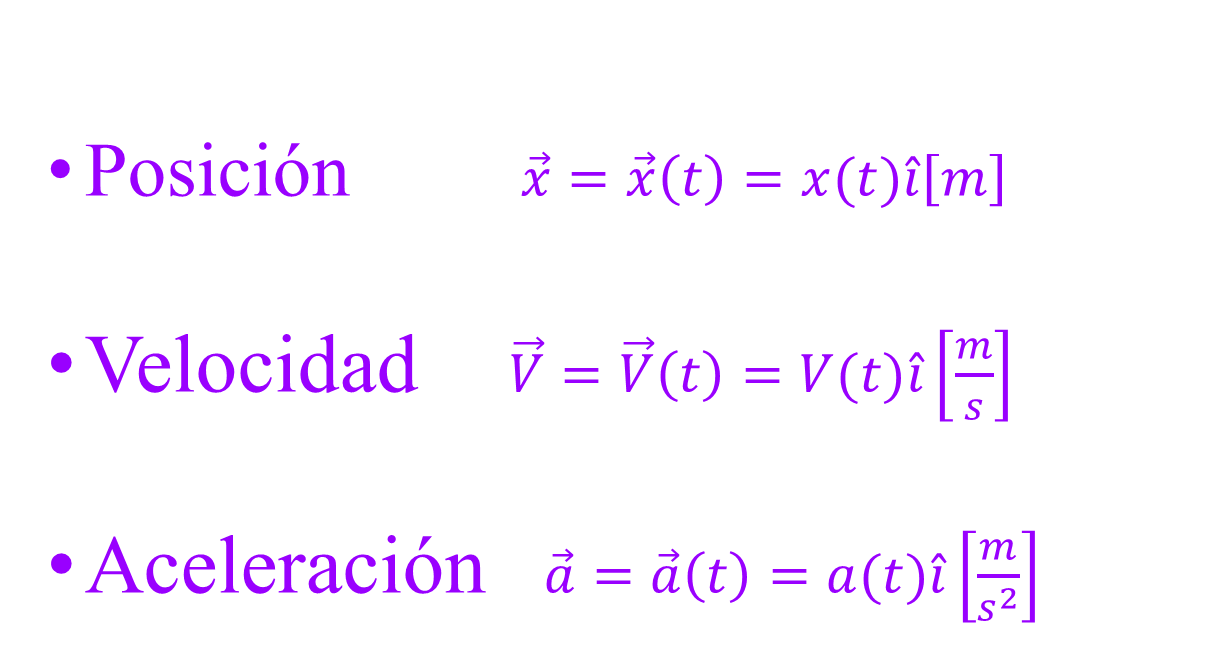 • Posición x⃗ = x⃗(t) = x(t)î[m]
• Velocidad V⃗ = V⃗(t) = V(t)î [m/s]
• Aceleración a⃗ = a⃗(t) = a(t)î [m/s²]